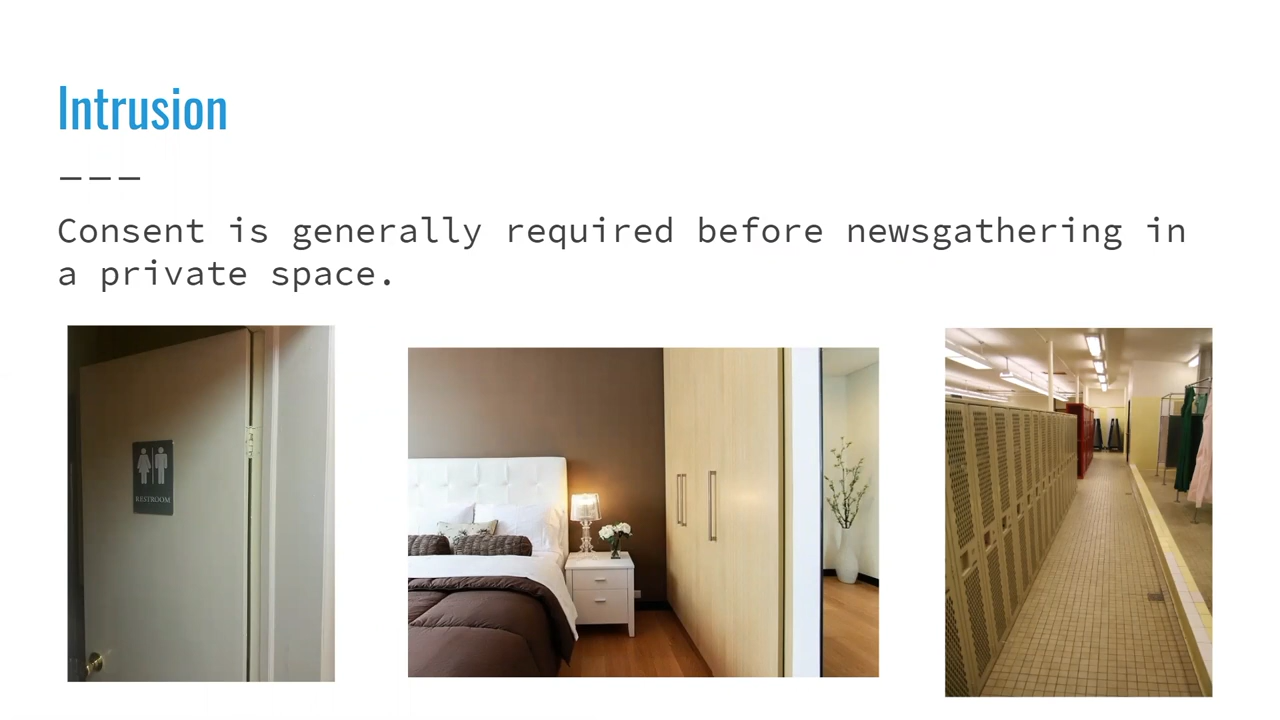 Intrusion
———
Consent is generally required before newsgathering in
a private space.
RESTROOM